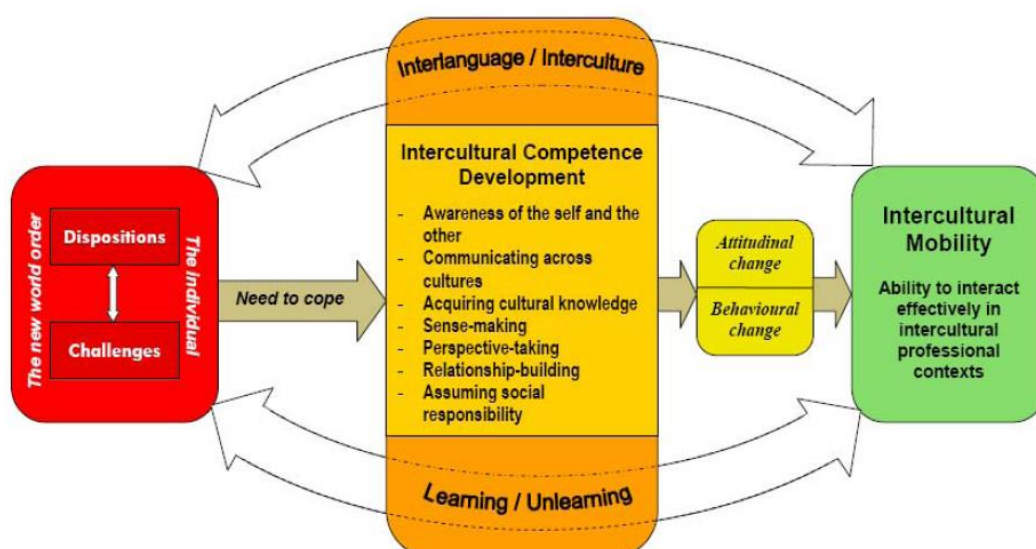 Interlanguage / Interculture
The new world order
Dispositions
Challenges
The individual
Need to cope
Intercultural Competence
Development
- Awareness of the self and the
other
- Communicating across
cultures
- Acquiring cultural knowledge
- Sense-making
- Perspective-taking
- Relationship-building
- Assuming social
responsibility
Attitudinal
change
Behavioural
change
Intercultural
Mobility
Ability to interact
effectively in
intercultural
professional
contexts
Learning / Unlearning